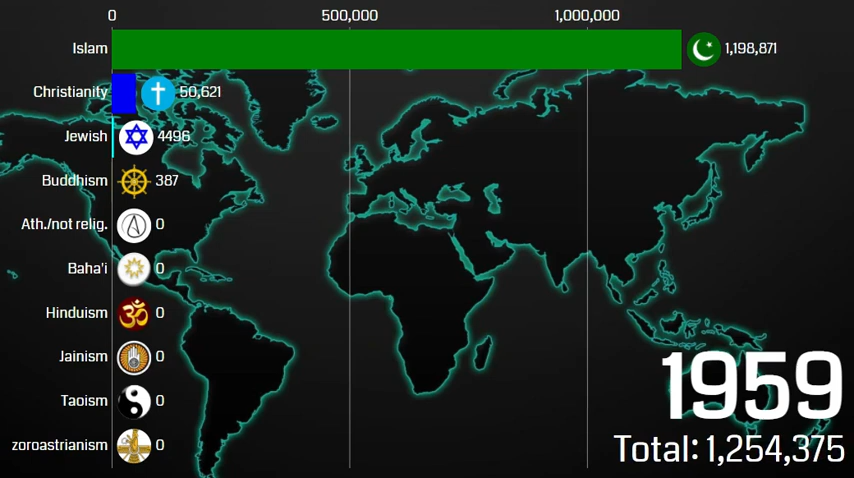 0 500,000 1,000,000
Islam 1,198,871
Christianity 50,621
Jewish 4496
Buddhism 387
Ath./not relig. 0
Baha'i 0
Hinduism 0
Jainism 0
Taoism 0
zoroastrianism 0
1959
Total: 1,254,375